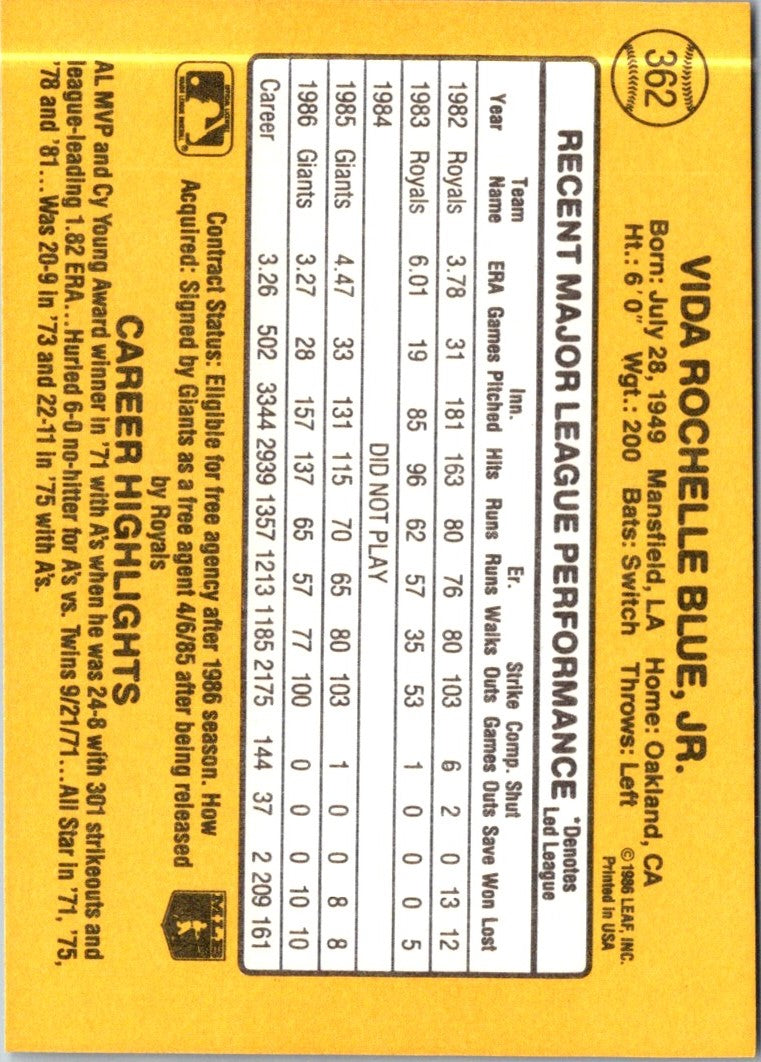 362
VIDA ROCHELLE BLUE, JR.
Born: July 28, 1949 Mansfield, LA Home: Oakland, CA
Ht.: 6'0" Wgt.: 200 Bats: Switch Throws: Left
© 1986 LEAF, INC.
Printed in USA
RECENT MAJOR LEAGUE PERFORMANCE
*Denotes
Led League
Team Inn. Er. Strike Comp. Shut
Year Name ERA Games Pitched Hits Runs Runs Walks Outs Games Outs Save Won Lost
1982 Royals 3.78 31 181 163 80 76 80 103 6 2 0 13 12
1983 Royals 6.01 19 85 96 62 57 35 53 1 0 0 0 5
1984 DID NOT PLAY
1985 Giants 4.47 33 131 115 70 65 80 103 1 0 0 8 8
1986 Giants 3.27 28 157 137 65 57 77 100 0 0 0 10 10
Career 3.26 502 3344 2939 1357 1213 1185 2175 144 37 2 209 161
Contract Status: Eligible for free agency after 1986 season. How
Acquired: Signed by Giants as a free agent 4/6/85 after being released
by Royals
MLB
CAREER HIGHLIGHTS
AL MVP and Cy Young Award winner in '71 with A's when he was 24-8 with 301 strikeouts and
league-leading 1.82 ERA...Hurled 6-0 no-hitter for A's vs. Twins 9/21/71...All Star in '71, '75,
'78 and '81...Was 20-9 in '73 and 22-11 in '75 with A's.